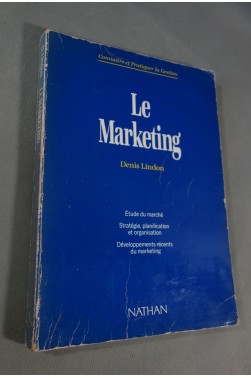 Connaître et Pratiquer la Gestion
Le
Marketing
Denis Lindon
Étude du marché
Stratégie, planification
et organisation
Développements récents
du marketing
NATHAN